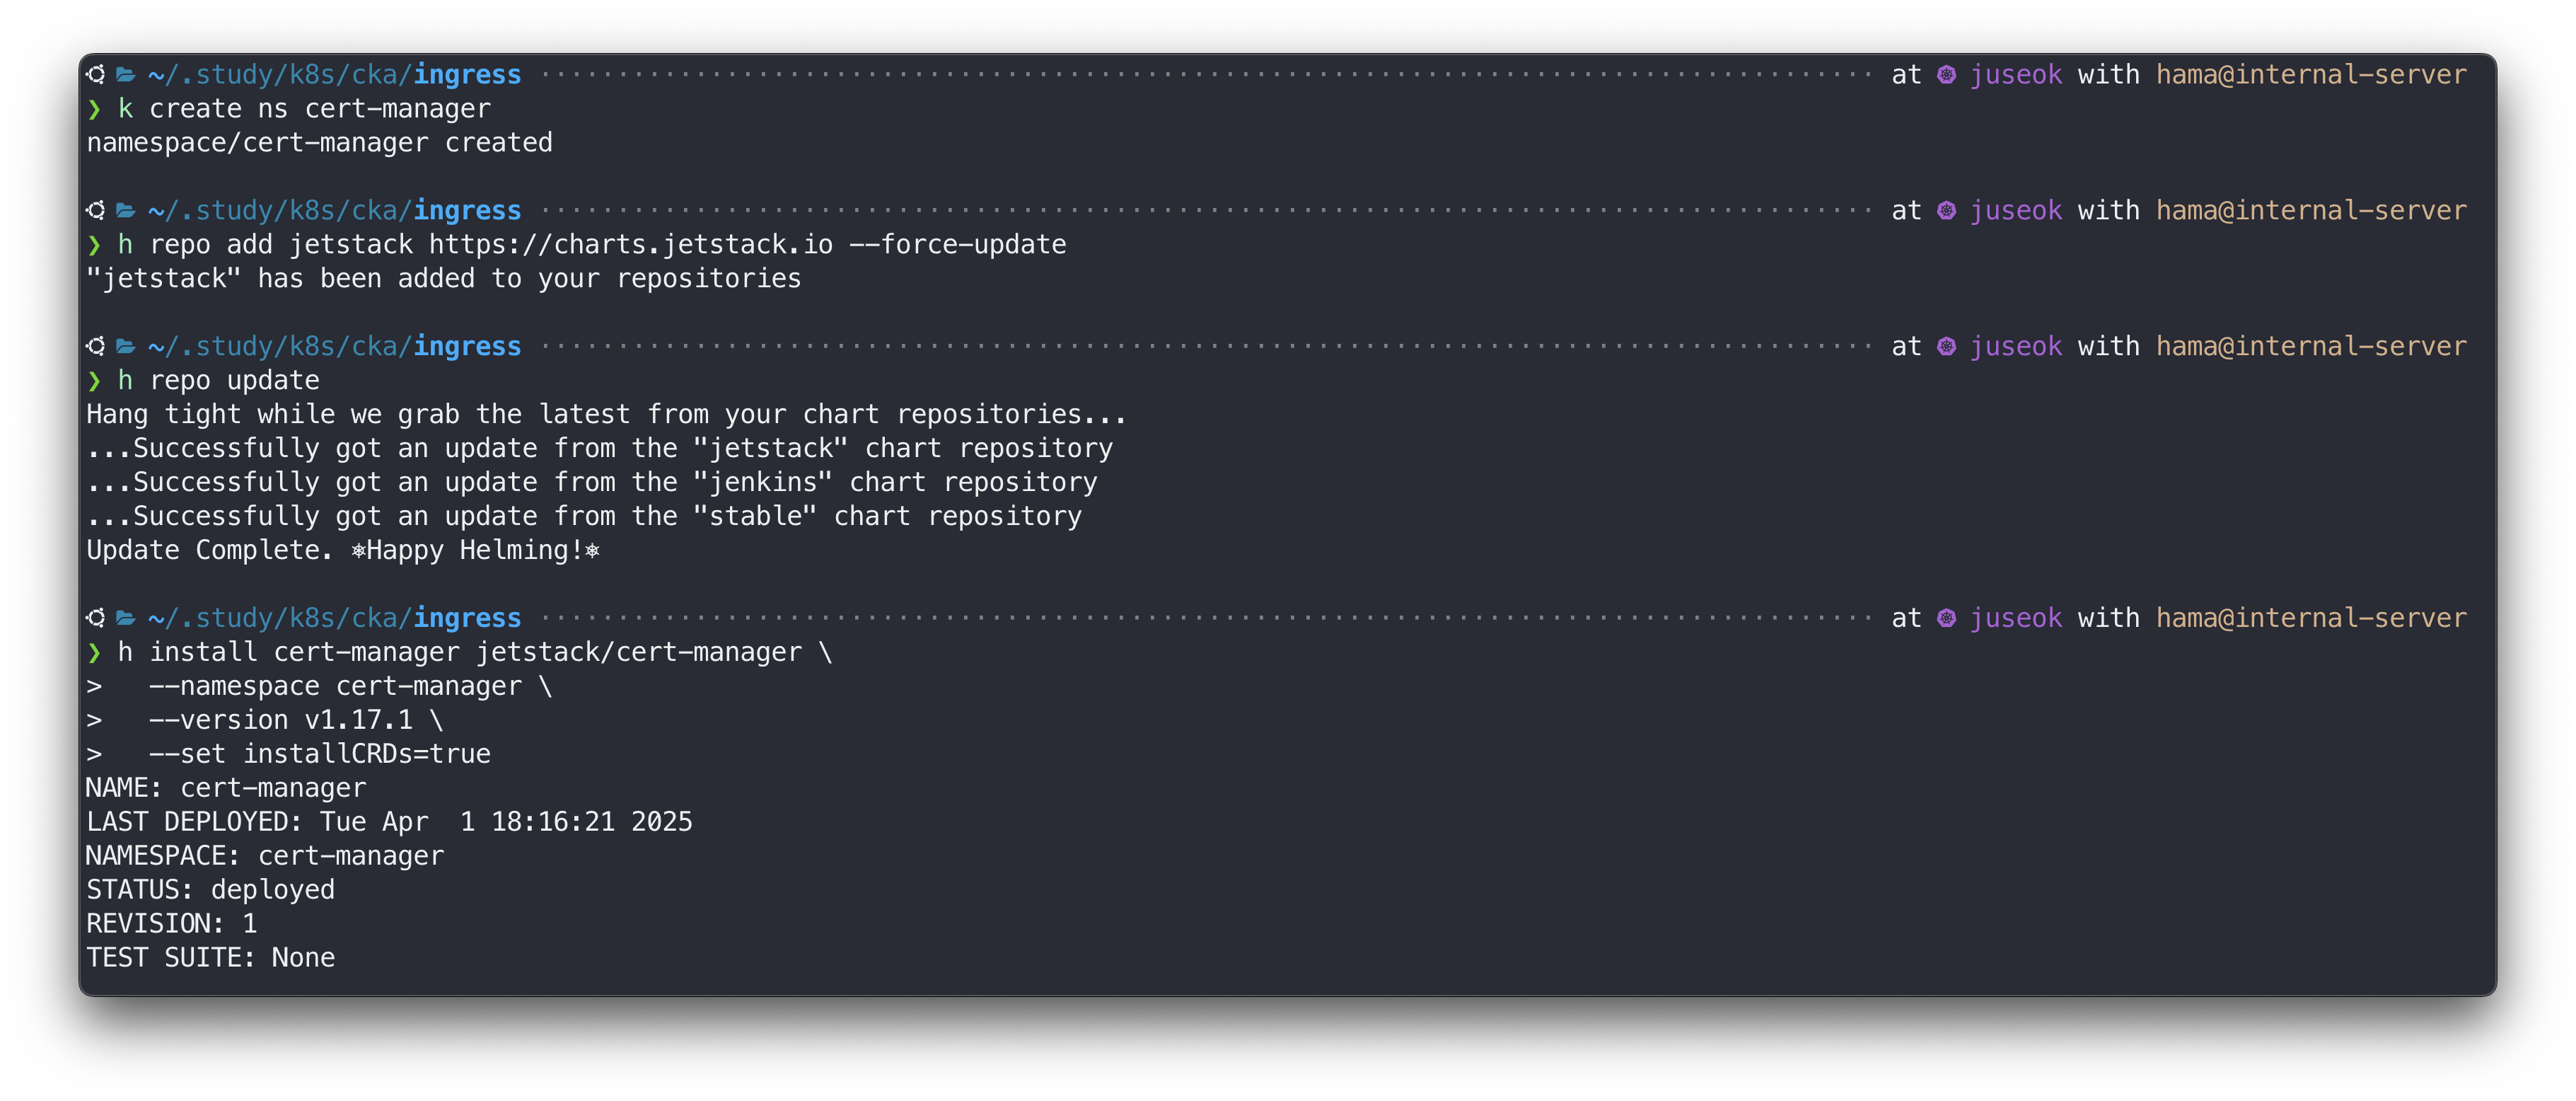 ~/.study/k8s/cka/ingress at juseok with hama@internal-server
❯ k create ns cert-manager
namespace/cert-manager created
~/.study/k8s/cka/ingress at juseok with hama@internal-server
❯ h repo add jetstack https://charts.jetstack.io --force-update
"jetstack" has been added to your repositories
~/.study/k8s/cka/ingress at juseok with hama@internal-server
❯ h repo update
Hang tight while we grab the latest from your chart repositories...
...Successfully got an update from the "jetstack" chart repository
...Successfully got an update from the "jenkins" chart repository
...Successfully got an update from the "stable" chart repository
Update Complete. ⎈Happy Helming!⎈
~/.study/k8s/cka/ingress at juseok with hama@internal-server
❯ h install cert-manager jetstack/cert-manager \
>   --namespace cert-manager \
>   --version v1.17.1 \
>   --set installCRDs=true
NAME: cert-manager
LAST DEPLOYED: Tue Apr  1 18:16:21 2025
NAMESPACE: cert-manager
STATUS: deployed
REVISION: 1
TEST SUITE: None